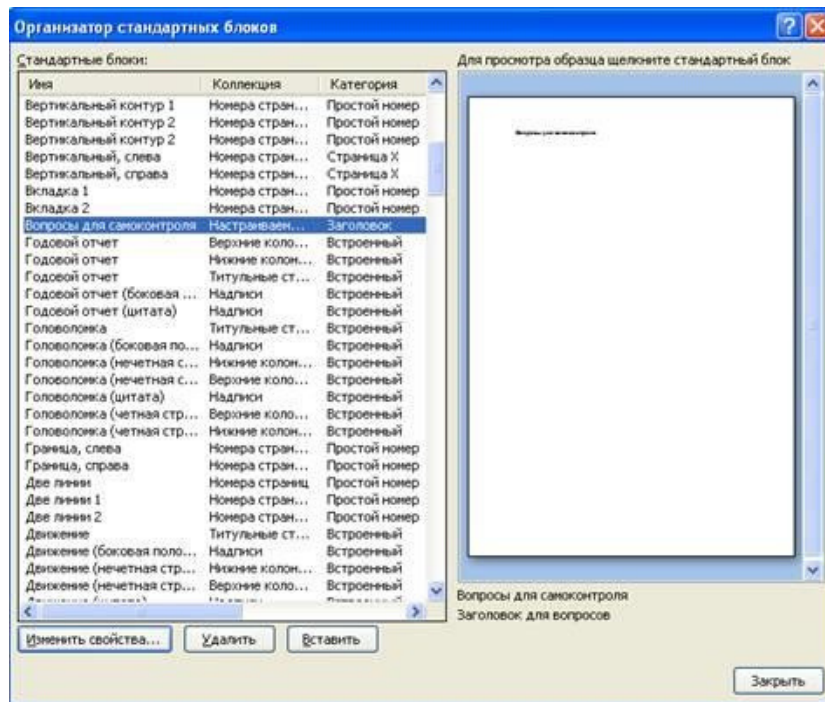 Организатор стандартных блоков
Стандартные блоки:
Для просмотра образца щелкните стандартный блок
Имя Коллекция Категория
Вертикальный контур 1 Номера стран... Простой номер
Вертикальный контур 2 Номера стран... Простой номер
Вертикальный контур 2 Номера стран... Простой номер
Вертикальный, слева Номера стран... Страница X
Вертикальный, справа Номера стран... Страница X
Вкладка 1 Номера стран... Простой номер
Вкладка 2 Номера стран... Простой номер
Вопросы для самоконтроля Настраиваем... Заголовок
Годовой отчет Верхние коло... Встроенный
Годовой отчет Нижние колон... Встроенный
Годовой отчет Титульные ст... Встроенный
Годовой отчет (боковая ... Надписи Встроенный
Годовой отчет (цитата) Надписи Встроенный
Головоломка Титульные ст... Встроенный
Головоломка (боковая по... Надписи Встроенный
Головоломка (нечетная с... Нижние колон... Встроенный
Головоломка (нечетная с... Верхние коло... Встроенный
Головоломка (цитата) Надписи Встроенный
Головоломка (четная стр... Верхние коло... Встроенный
Головоломка (четная стр... Нижние колон... Встроенный
Граница, слева Номера стран... Простой номер
Граница, справа Номера стран... Простой номер
Две линии Номера страниц Простой номер
Две линии 1 Номера стран... Простой номер
Две линии 2 Номера стран... Простой номер
Движение Титульные ст... Встроенный
Движение (боковая поло... Надписи Встроенный
Движение (нечетная стр... Нижние колон... Встроенный
Движение (нечетная стр... Верхние коло... Встроенный
Вопросы для самоконтроля
Заголовок для вопросов
Изменить свойства... Удалить Вставить
Закрыть